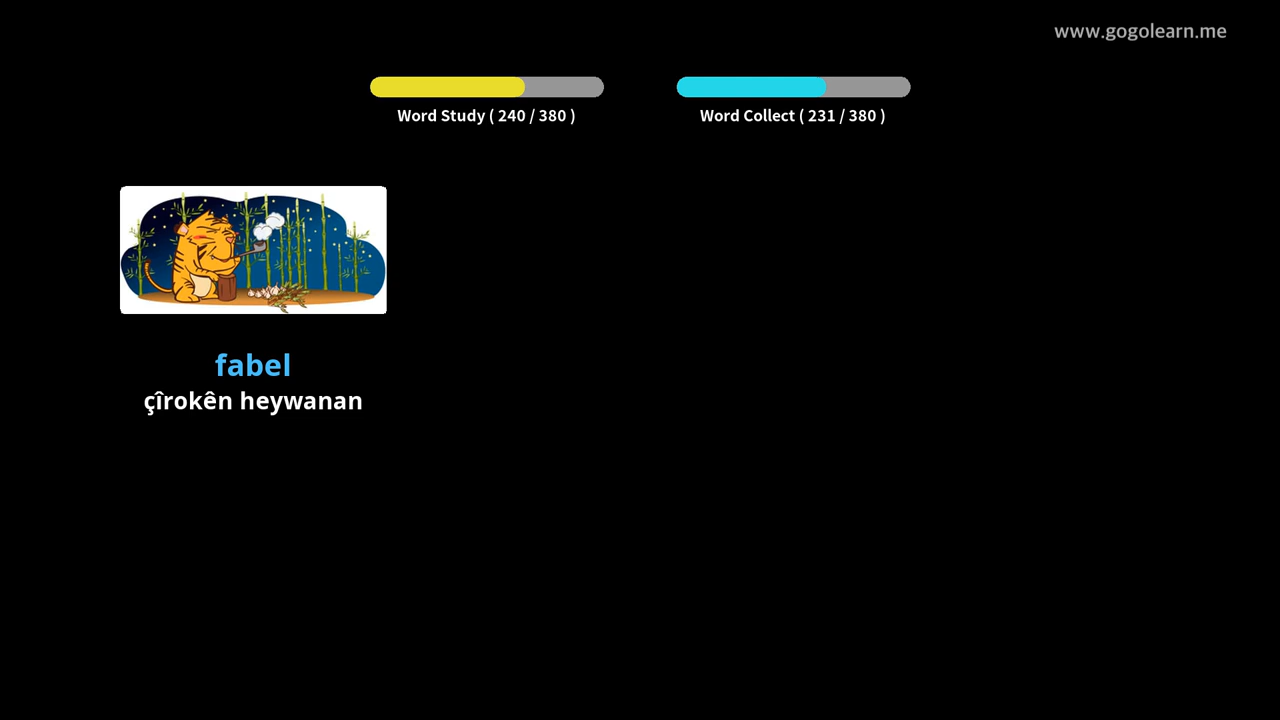 www.gogolearn.me
Word Study ( 240 / 380 )
Word Collect ( 231 / 380 )
fabel
çîrokên heywanan